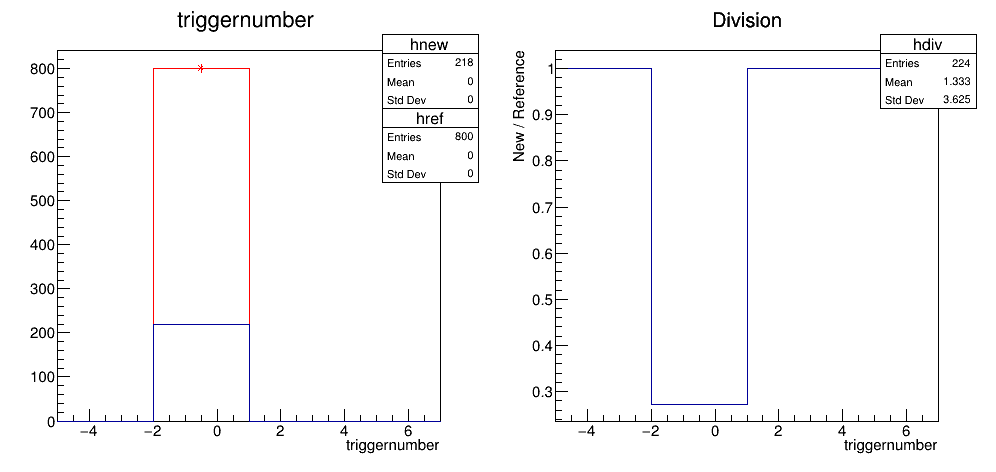 triggernumber
hnew
Entries 218
Mean 0
Std Dev 0
href
Entries 800
Mean 0
Std Dev 0
800
700
600
500
400
300
200
100
0
−4 −2 0 2 4 6
triggernumber
Division
hdiv
Entries 224
Mean 1.333
Std Dev 3.625
New / Reference
1
0.9
0.8
0.7
0.6
0.5
0.4
0.3
−4 −2 0 2 4 6
triggernumber